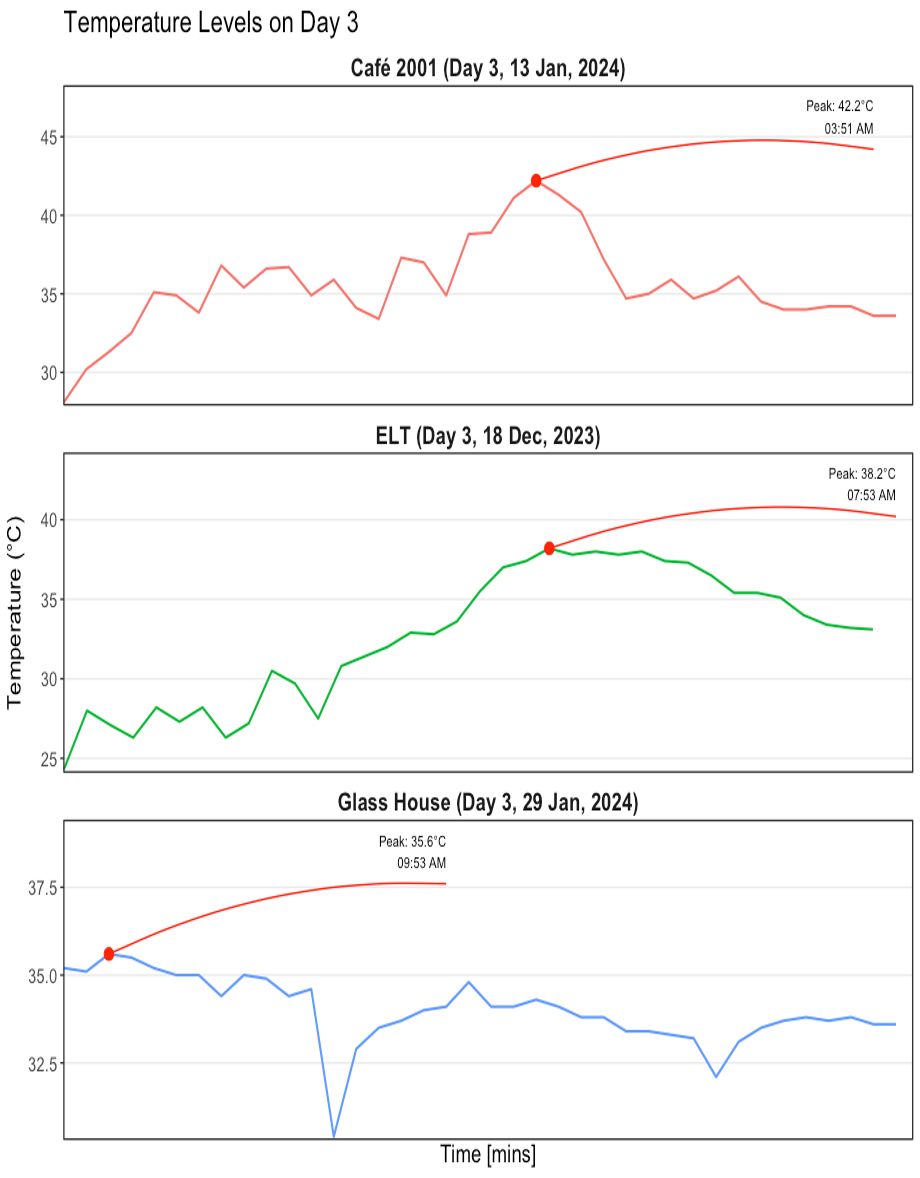 Temperature Levels on Day 3
Café 2001 (Day 3, 13 Jan, 2024)
Peak: 42.2°C
03:51 AM
45
40
35
30
ELT (Day 3, 18 Dec, 2023)
Peak: 38.2°C
07:53 AM
40
35
30
25
Temperature (°C)
Glass House (Day 3, 29 Jan, 2024)
Peak: 35.6°C
09:53 AM
37.5
35.0
32.5
Time [mins]